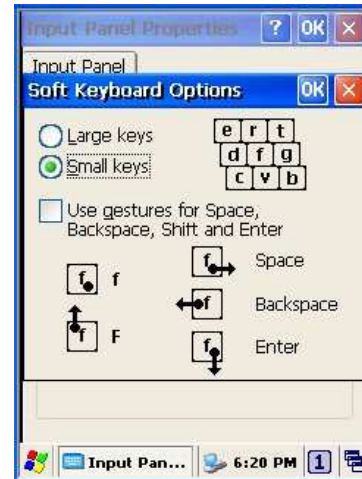 Input Panel Properties ? OK ×
Input Panel
Soft Keyboard Options OK ×
Large keys
Small keys
e r t
d f g
c v b
Use gestures for Space,
Backspace, Shift and Enter
f f
f F
f Space
f Backspace
f Enter
Input Pan... 6:20 PM 1